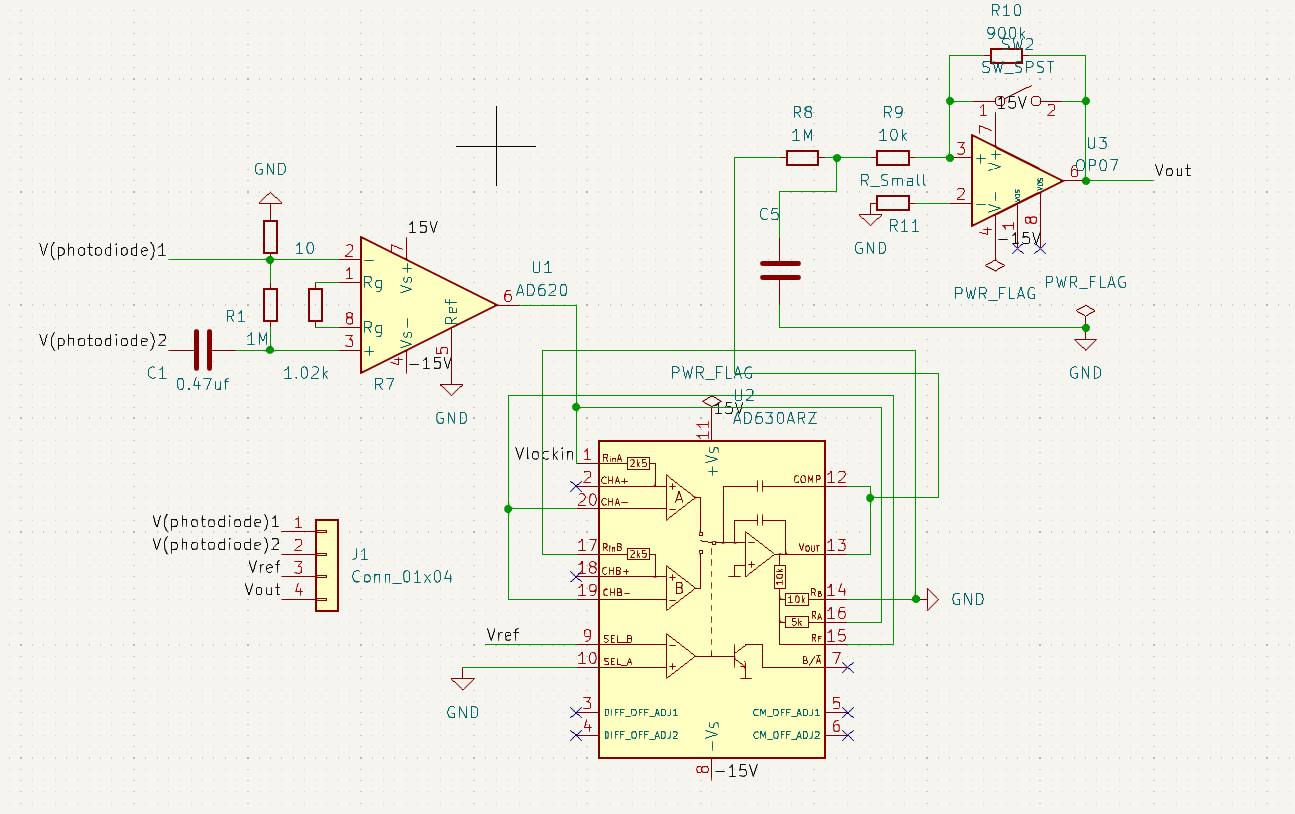 R10
900k
SW2
SW_SPST
1
15V
2
R8
1M
R9
10k
7
U3
OP07
3
+
V+
6
Vout
R_Small
2
−
V-
4
1
8
-15V
R11
GND
C5
PWR_FLAG
PWR_FLAG
GND
GND
V(photodiode)1
10
2
−
7
15V
Vs+
1
Rg
U1
AD620
6
Ref
R1
1M
8
Rg
V(photodiode)2
3
+
Vs-
4
-15V
5
C1
0.47uf
1.02k
R7
GND
PWR_FLAG
U2
15V
AD630ARZ
11
+Vs
Vlockin
1
RinA
2k5
2
CHA+
20
CHA-
+
−
A
COMP
12
17
RinB
2k5
18
CHB+
19
CHB-
+
−
B
−
+
VOUT
13
10k
10k
RB
14
GND
5k
RA
16
RF
15
Vref
9
SEL_B
10
SEL_A
−
+
B/A
7
GND
3
DIFF_OFF_ADJ1
4
DIFF_OFF_ADJ2
CM_OFF_ADJ1
5
CM_OFF_ADJ2
6
-Vs
8
-15V
V(photodiode)1
1
V(photodiode)2
2
Vref
3
Vout
4
J1
Conn_01x04